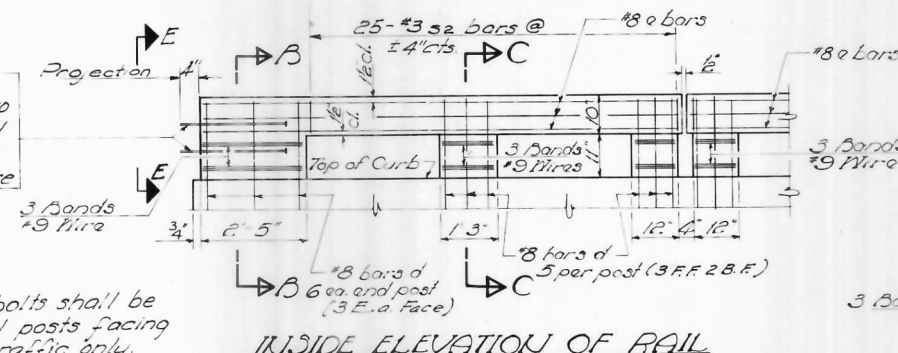 25-#3 s2 bars @
±4"cts.
#8 e bars
E
B
C
1/2"
#8 e bars
Projection
4"
1½"cl.
1½"
cl.
10"
11"
3 Bands
#9 Wires
3 Bands
#9 Wire
Top of Curb
E
3 Bands
#9 Wire
3/4"
2'-5"
1'3"
12"
4"
12"
#8 bars d
6 ea. end post
(3 E.a. Face)
#8 bars d
5 per post (3 F.F. 2 B.F.)
B
C
bolts shall be
posts facing
traffic only.
3 Ba
INSIDE ELEVATION OF RAIL